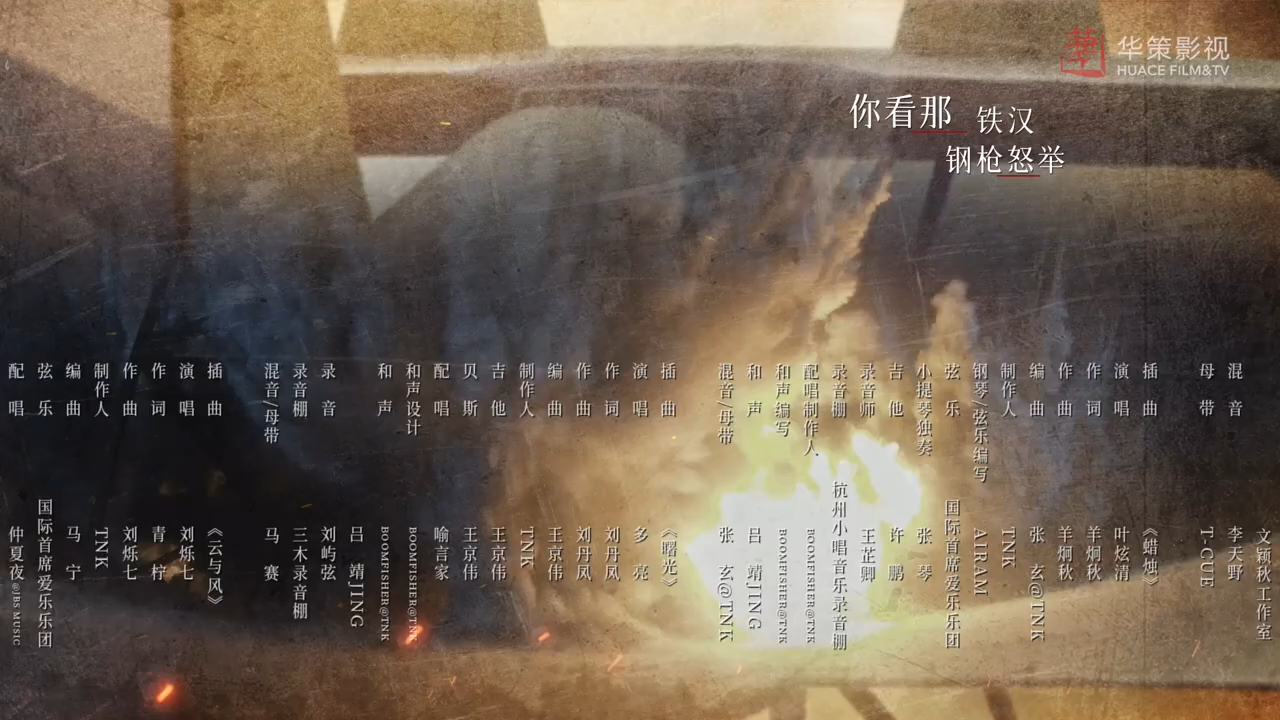 华策影视
HUACE FILM&TV
你看那
铁汉
钢枪怒举
文颖秋工作室
混音 李天野
母带 T-CUE
插曲 《蜡烛》
演唱 叶炫清
作词 羊炯秋
作曲 羊炯秋
编曲 张玄@TNK
制作人 TNK
钢琴/弦乐编写 AIRAM
弦乐 国际首席爱乐乐团
小提琴独奏 张琴
吉他 许鹏
录音师 王芷卿
录音棚 杭州小唱音乐录音棚
配唱制作人 BOOMFISHER@TNK
和声编写 BOOMFISHER@TNK
和声 吕靖JING
混音/母带 张玄@TNK
插曲 《曙光》
演唱 多亮
作词 刘丹凤
作曲 刘丹凤
编曲 王京伟
制作人 TNK
吉他 王京伟
贝斯 王京伟
配唱 喻言家
和声设计 BOOMFISHER@TNK
和声 BOOMFISHER@TNK
吕靖JING
录音 刘屿弦
录音棚 三木录音棚
混音/母带 马赛
插曲 《云与风》
演唱 刘烁七
作词 青柠
作曲 刘烁七
制作人 TNK
编曲 马宁
弦乐 国际首席爱乐乐团
配唱 仲夏夜@JBS MUSIC